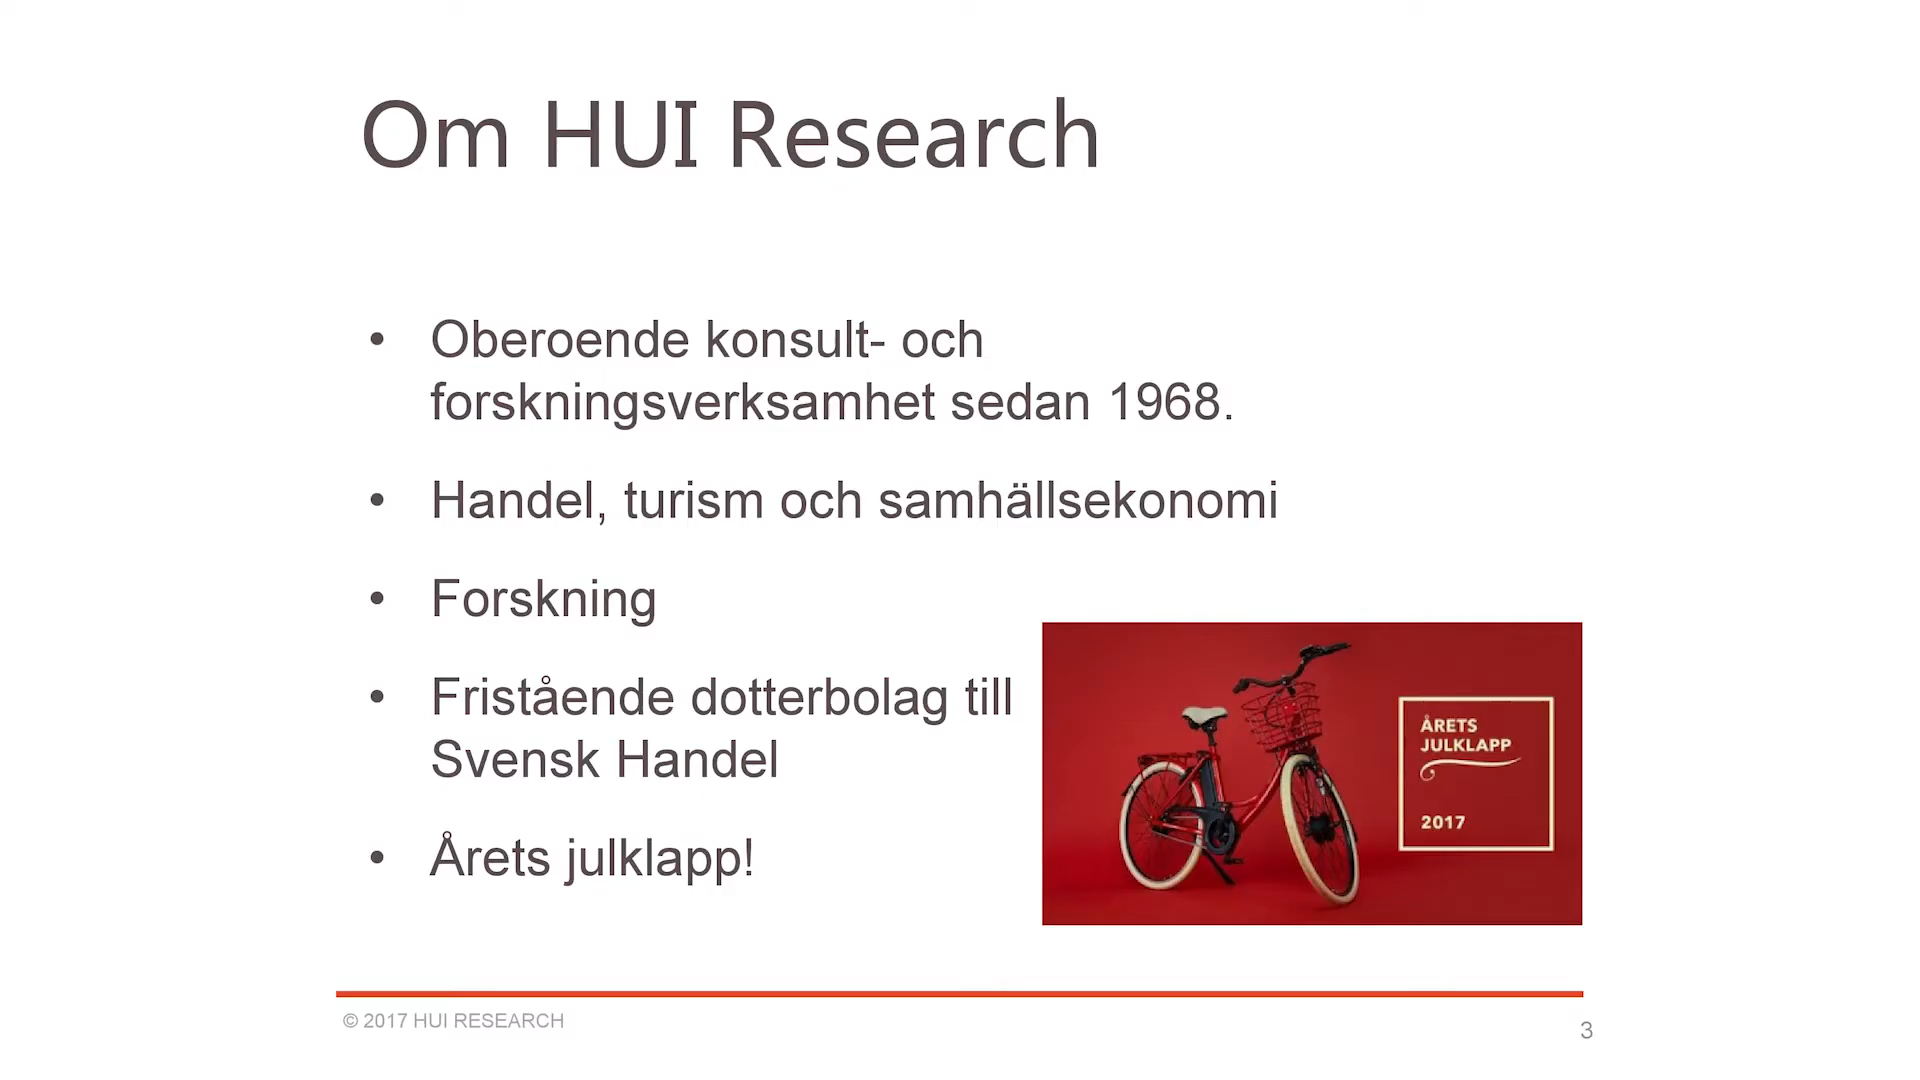 Om HUI Research
• Oberoende konsult- och
forskningsverksamhet sedan 1968.
• Handel, turism och samhällsekonomi
• Forskning
• Fristående dotterbolag till
Svensk Handel
• Årets julklapp!
ÅRETS
JULKLAPP
2017
© 2017 HUI RESEARCH
3